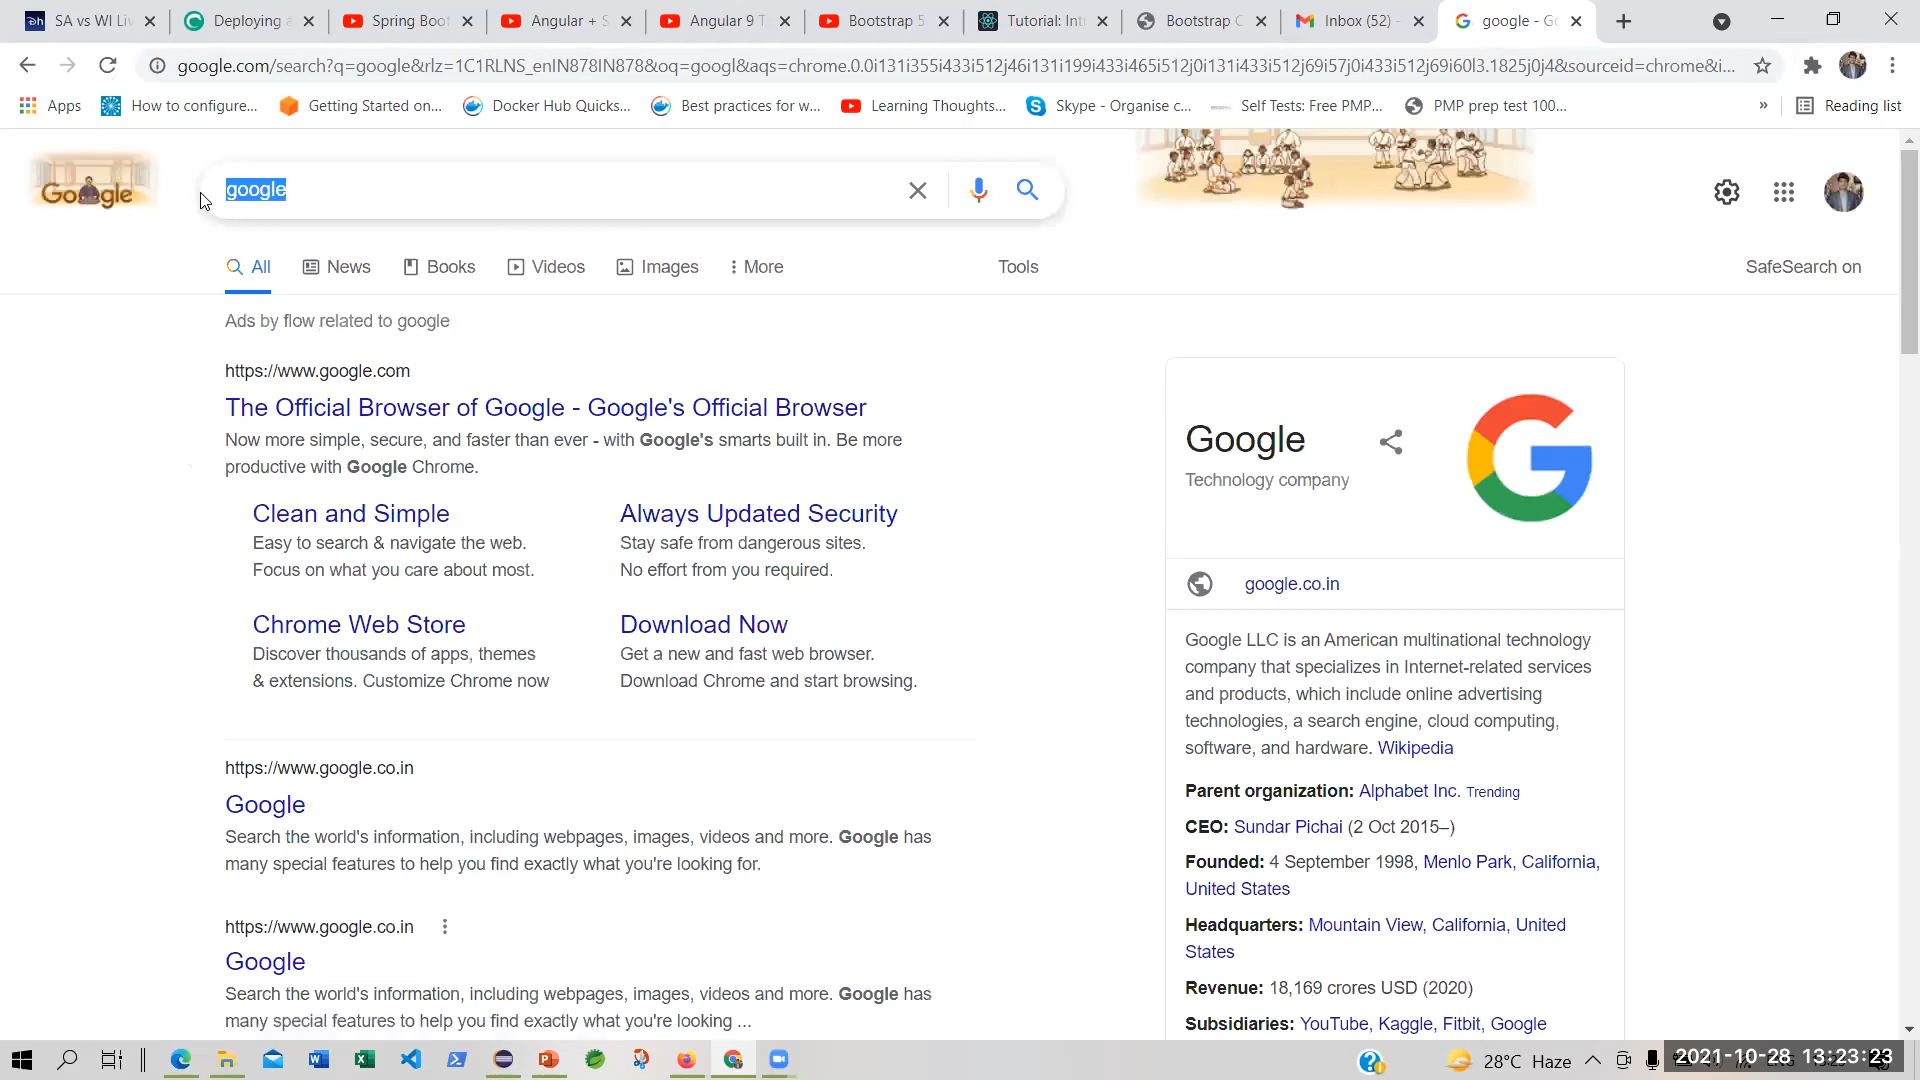 SA vs WI Liv
Deploying a
Spring Boot
Angular + S
Angular 9 T
Bootstrap 5
Tutorial: Int
Bootstrap C
Inbox (52) -
google - Go
google.com/search?q=google&rlz=1C1RLNS_enIN878IN878&oq=googl&aqs=chrome.0.0i131i355i433i512j46i131i199i433i465i512j0i131i433i512j69i57j0i433i512j69i60l3.1825j0j4&sourceid=chrome&i...
Apps
How to configure...
Getting Started on...
Docker Hub Quicks...
Best practices for w...
Learning Thoughts...
Skype - Organise c...
Self Tests: Free PMP...
PMP prep test 100...
»
Reading list
Google
google
All
News
Books
Videos
Images
More
Tools
SafeSearch on
Ads by flow related to google
https://www.google.com
The Official Browser of Google - Google's Official Browser
Now more simple, secure, and faster than ever - with Google's smarts built in. Be more
productive with Google Chrome.
Clean and Simple
Easy to search & navigate the web.
Focus on what you care about most.
Always Updated Security
Stay safe from dangerous sites.
No effort from you required.
Chrome Web Store
Discover thousands of apps, themes
& extensions. Customize Chrome now
Download Now
Get a new and fast web browser.
Download Chrome and start browsing.
https://www.google.co.in
Google
Search the world's information, including webpages, images, videos and more. Google has
many special features to help you find exactly what you're looking for.
https://www.google.co.in
Google
Search the world's information, including webpages, images, videos and more. Google has
many special features to help you find exactly what you're looking ...
Google
Technology company
google.co.in
Google LLC is an American multinational technology
company that specializes in Internet-related services
and products, which include online advertising
technologies, a search engine, cloud computing,
software, and hardware. Wikipedia
Parent organization: Alphabet Inc. Trending
CEO: Sundar Pichai (2 Oct 2015–)
Founded: 4 September 1998, Menlo Park, California,
United States
Headquarters: Mountain View, California, United
States
Revenue: 18,169 crores USD (2020)
Subsidiaries: YouTube, Kaggle, Fitbit, Google
28°C Haze
2021-10-28 13:23:23